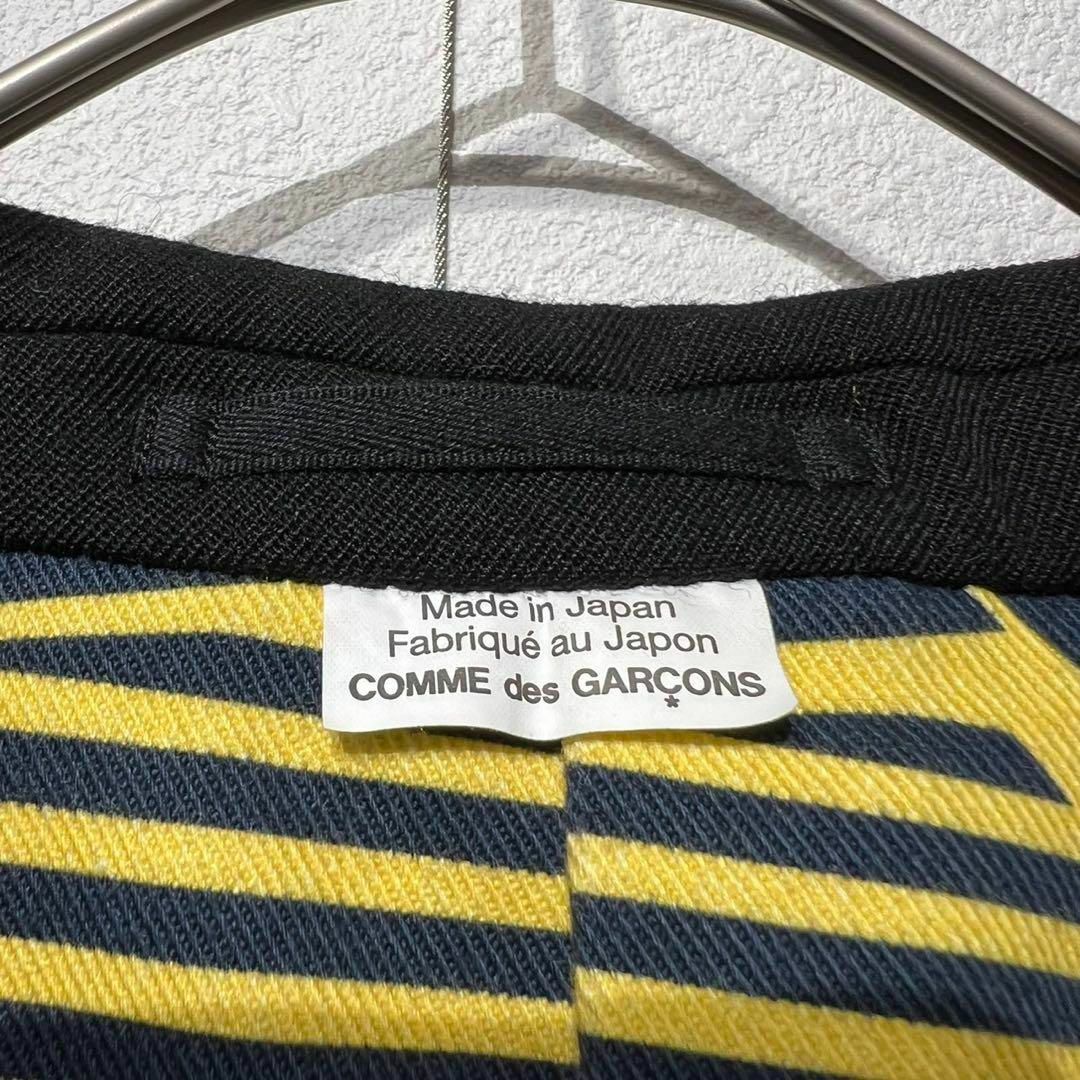 Made in Japan
Fabriqué au Japon
COMME des GARÇONS
*